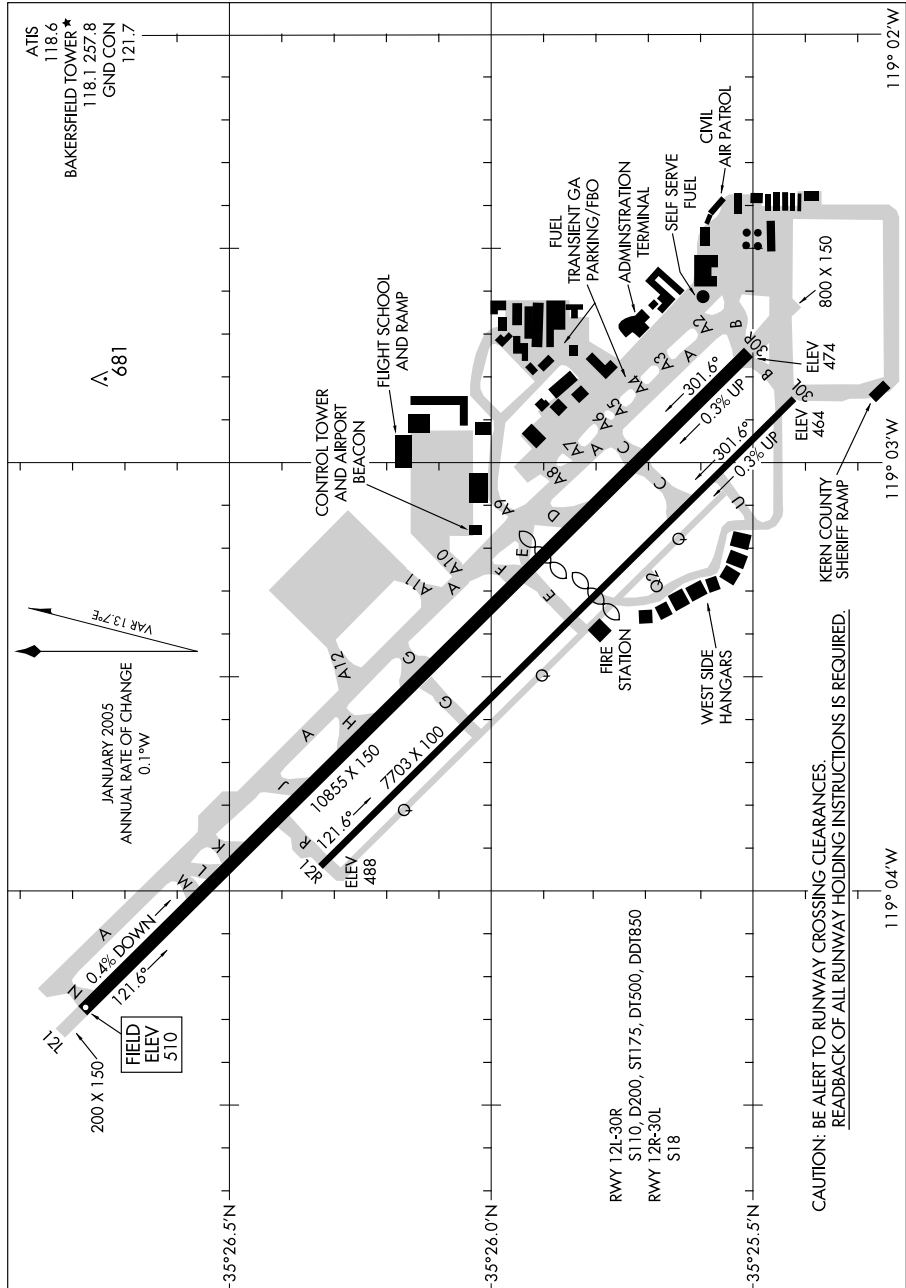 ATIS
118.6
BAKERSFIELD TOWER★
118.1 257.8
GND CON
121.7
681
JANUARY 2005
ANNUAL RATE OF CHANGE
0.1°W
VAR 13.7°E
FLIGHT SCHOOL
AND RAMP
CONTROL TOWER
AND AIRPORT
BEACON
FUEL
TRANSIENT GA
PARKING/FBO
ADMINSTRATION
TERMINAL
SELF SERVE
FUEL
CIVIL
AIR PATROL
800 X 150
12L
200 X 150
FIELD
ELEV
510
N
A
0.4% DOWN
121.6°
M
L
K
J
A
H
A12
G
G
A11
A10
A
F
E
E
A9
D
A8
A7
A
C
A6
A5
A4
A3
A
A2
B
B
C
10855 X 150
301.6°
0.3% UP
30R
ELEV
474
R
12R
ELEV
488
121.6°
7703 X 100
301.6°
0.3% UP
30L
ELEV
464
Q
Q
Q2
Q
U
FIRE
STATION
WEST SIDE
HANGARS
KERN COUNTY
SHERIFF RAMP
RWY 12L-30R
S110, D200, ST175, DT500, DDT850
RWY 12R-30L
S18
CAUTION: BE ALERT TO RUNWAY CROSSING CLEARANCES.
READBACK OF ALL RUNWAY HOLDING INSTRUCTIONS IS REQUIRED.
35°26.5'N
35°26.0'N
35°25.5'N
119° 04'W
119° 03'W
119° 02'W